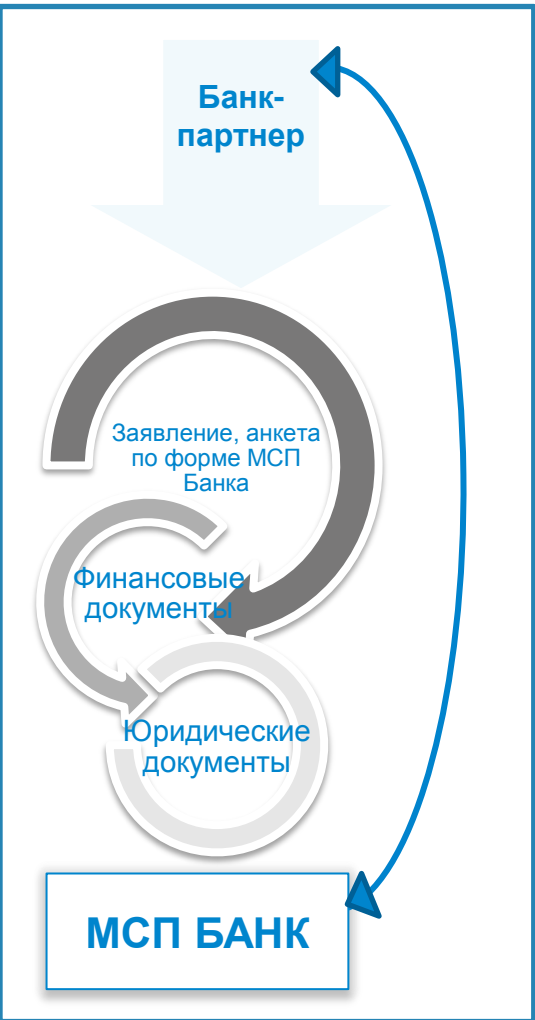 Банк-
партнер
Заявление, анкета
по форме МСП
Банка
Финансовые
документы
Юридические
документы
МСП БАНК